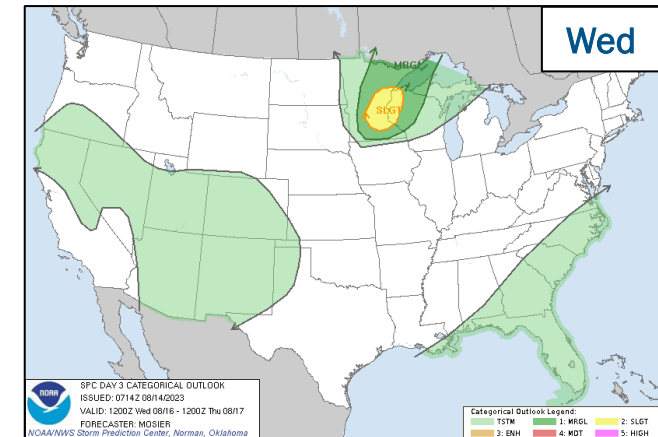 Wed
MRGL
SLGT
NOAA
SPC DAY 3 CATEGORICAL OUTLOOK
ISSUED: 0714Z 08/14/2023
VALID: 1200Z Wed 08/16 - 1200Z Thu 08/17
FORECASTER: MOSIER
NOAA/NWS Storm Prediction Center, Norman, Oklahoma
Categorical Outlook Legend:
TSTM 1: MRGL 2: SLGT
3: ENH 4: MDT 5: HIGH